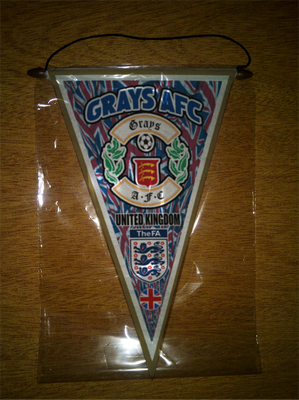 GRAYS AFC
Grays
A·F·C
UNITED KINGDOM
TheFA